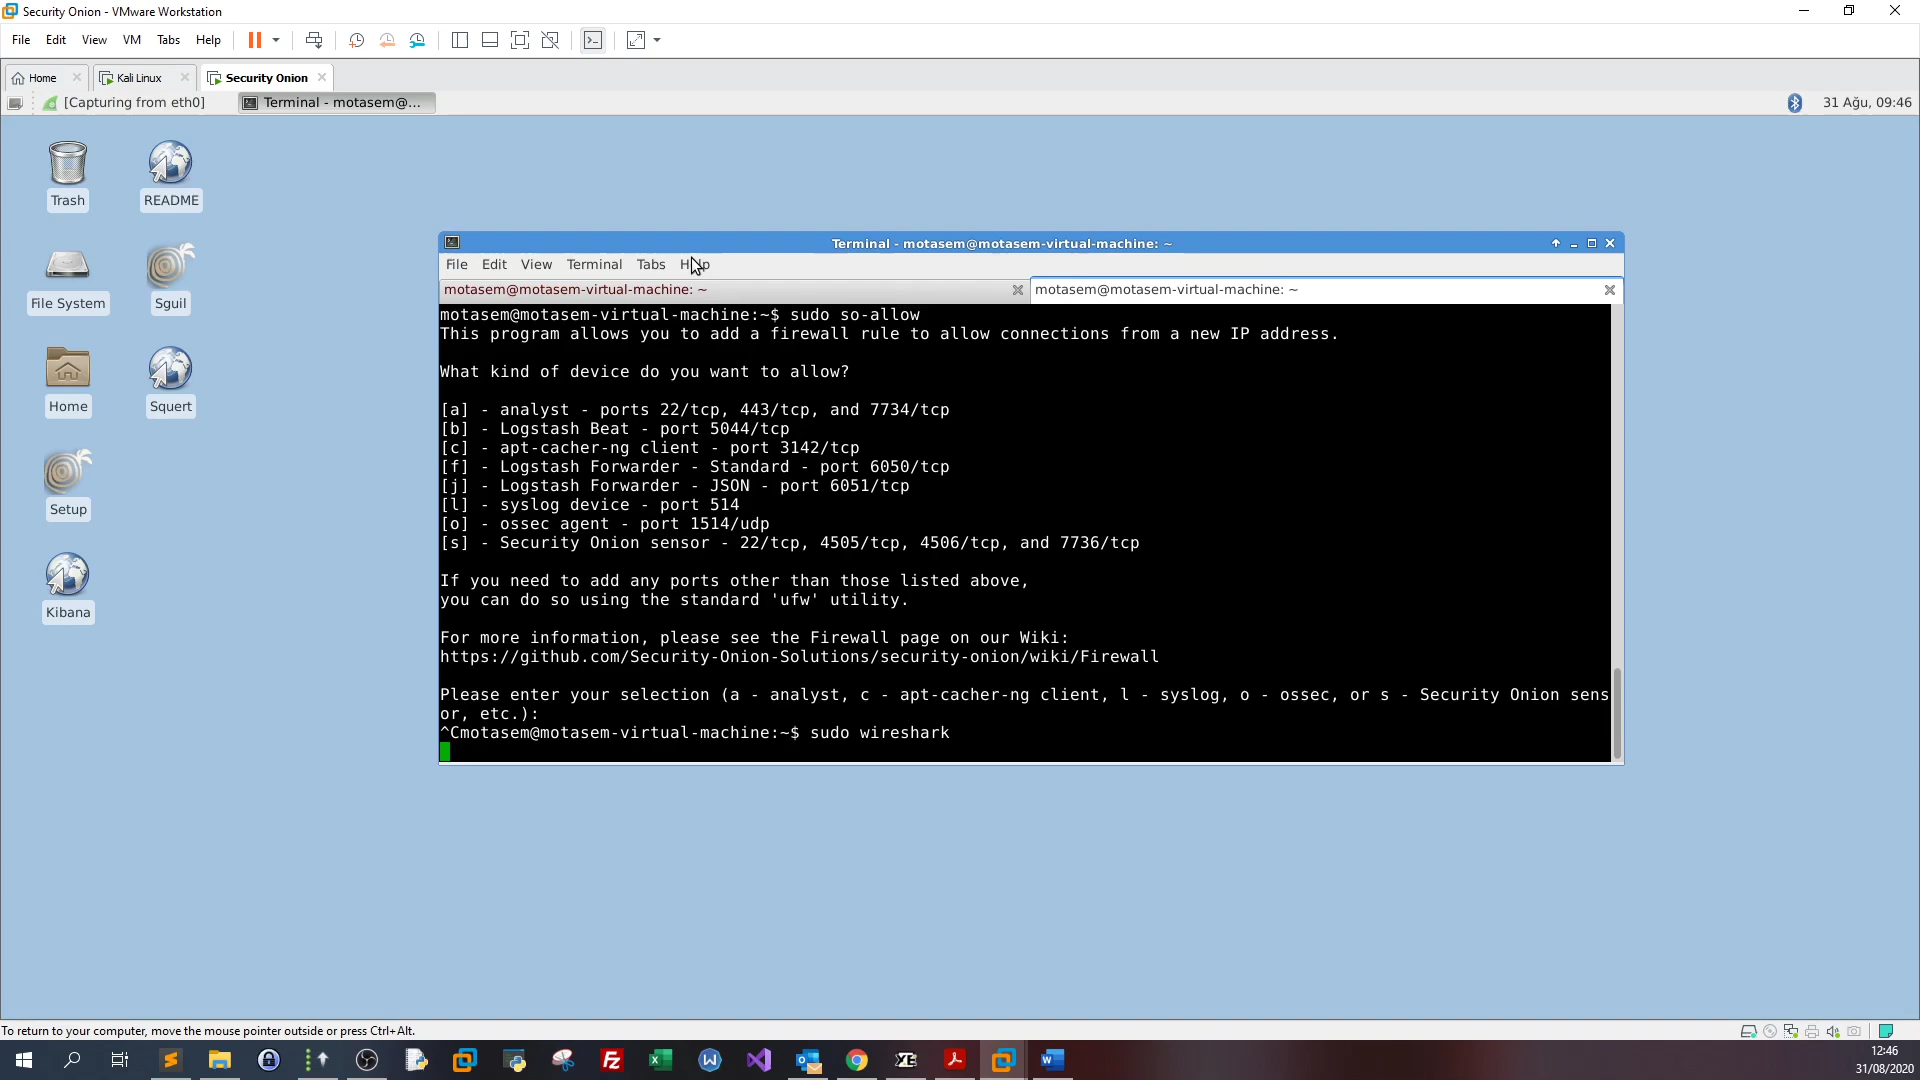 Security Onion - VMware Workstation
File Edit View VM Tabs Help
Home Kali Linux Security Onion
[Capturing from eth0] Terminal - motasem@... 31 Ağu, 09:46
Trash README
File System Sguil
Home Squert
Setup
Kibana
Terminal - motasem@motasem-virtual-machine: ~
File Edit View Terminal Tabs Help
motasem@motasem-virtual-machine: ~ motasem@motasem-virtual-machine: ~
motasem@motasem-virtual-machine:~$ sudo so-allow
This program allows you to add a firewall rule to allow connections from a new IP address.
What kind of device do you want to allow?
[a] - analyst - ports 22/tcp, 443/tcp, and 7734/tcp
[b] - Logstash Beat - port 5044/tcp
[c] - apt-cacher-ng client - port 3142/tcp
[f] - Logstash Forwarder - Standard - port 6050/tcp
[j] - Logstash Forwarder - JSON - port 6051/tcp
[l] - syslog device - port 514
[o] - ossec agent - port 1514/udp
[s] - Security Onion sensor - 22/tcp, 4505/tcp, 4506/tcp, and 7736/tcp
If you need to add any ports other than those listed above,
you can do so using the standard 'ufw' utility.
For more information, please see the Firewall page on our Wiki:
https://github.com/Security-Onion-Solutions/security-onion/wiki/Firewall
Please enter your selection (a - analyst, c - apt-cacher-ng client, l - syslog, o - ossec, or s - Security Onion sens
or, etc.):
^Cmotasem@motasem-virtual-machine:~$ sudo wireshark
To return to your computer, move the mouse pointer outside or press Ctrl+Alt.
12:46
31/08/2020